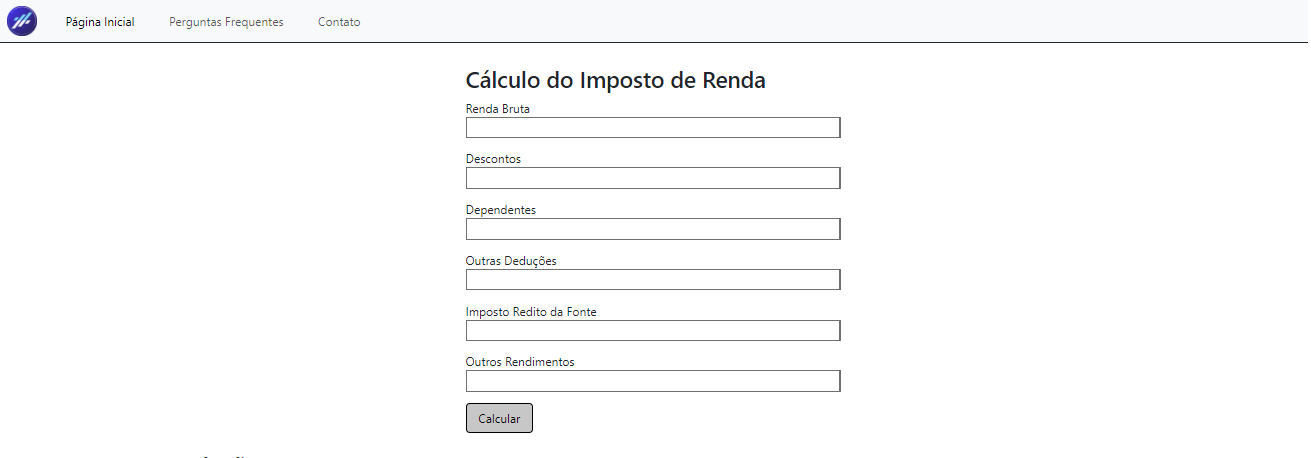 Página Inicial Perguntas Frequentes Contato
Cálculo do Imposto de Renda
Renda Bruta
Descontos
Dependentes
Outras Deduções
Imposto Redito da Fonte
Outros Rendimentos
Calcular